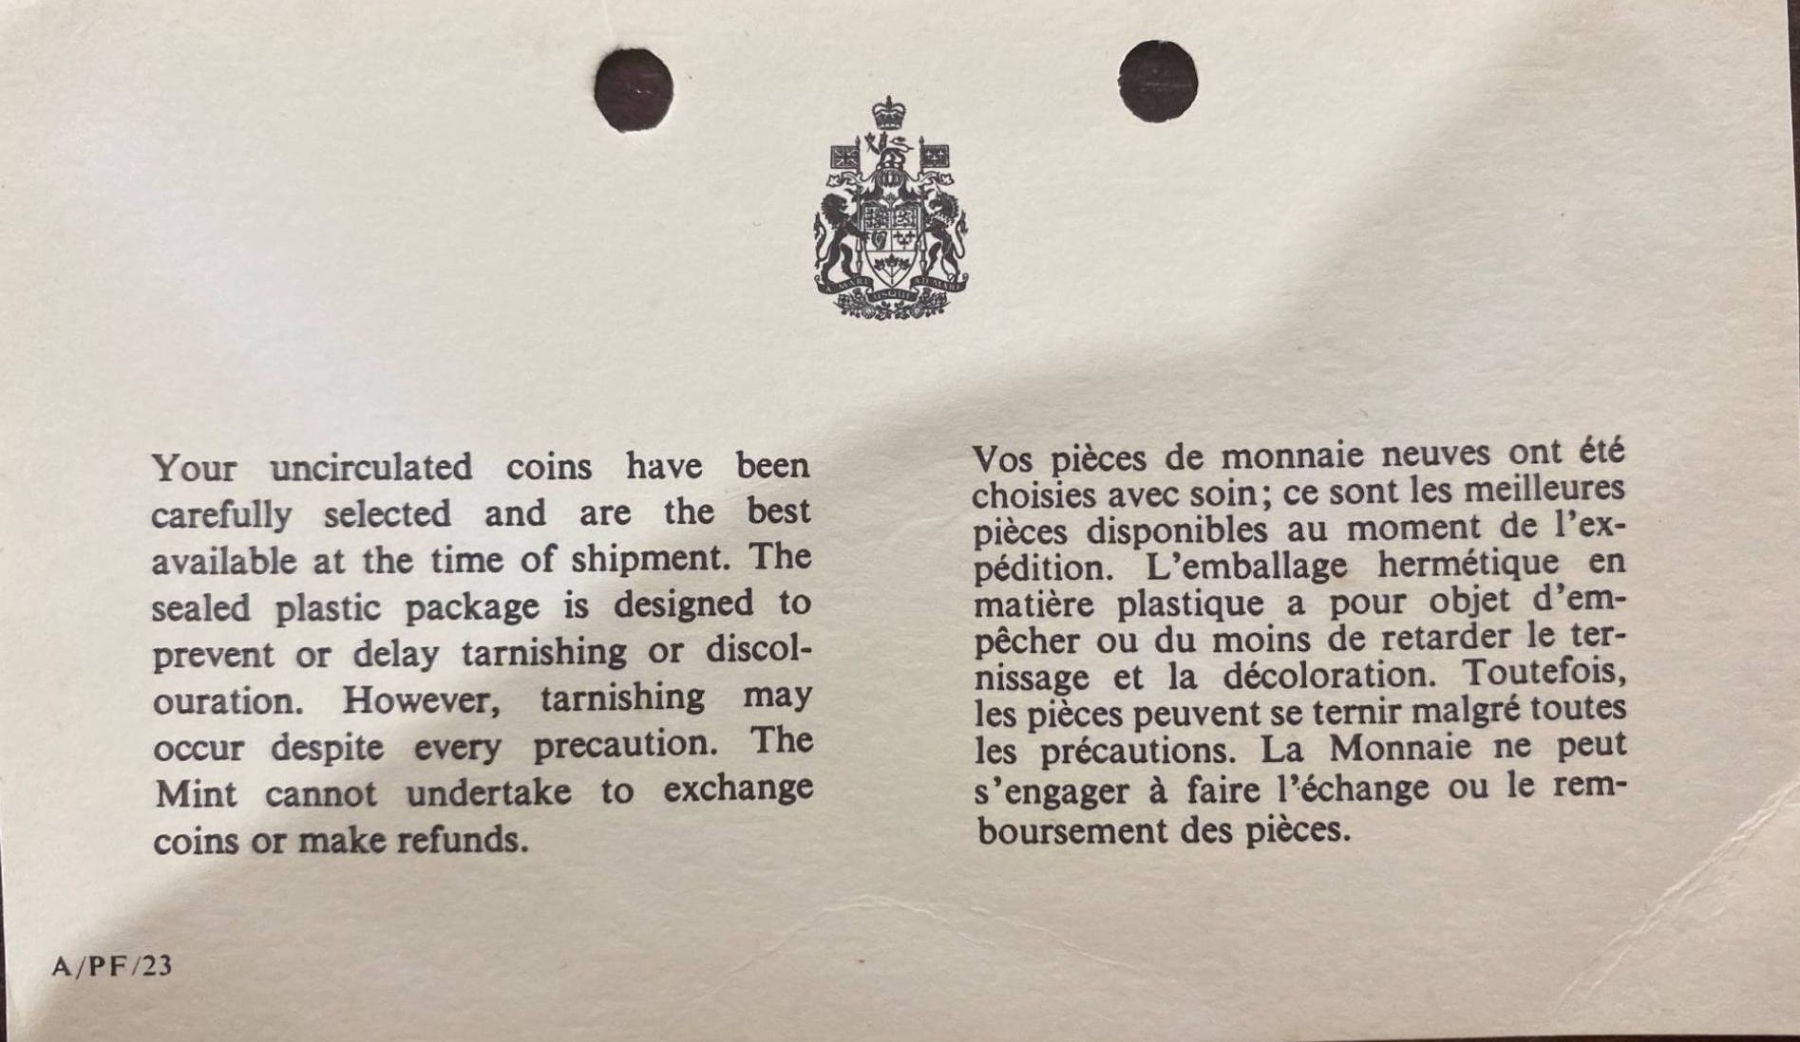 A MARI USQUE AD MARE
Your uncirculated coins have been
carefully selected and are the best
available at the time of shipment. The
sealed plastic package is designed to
prevent or delay tarnishing or discol-
ouration. However, tarnishing may
occur despite every precaution. The
Mint cannot undertake to exchange
coins or make refunds.
Vos pièces de monnaie neuves ont été
choisies avec soin; ce sont les meilleures
pièces disponibles au moment de l'ex-
pédition. L'emballage hermétique en
matière plastique a pour objet d'em-
pêcher ou du moins de retarder le ter-
nissage et la décoloration. Toutefois,
les pièces peuvent se ternir malgré toutes
les précautions. La Monnaie ne peut
s'engager à faire l'échange ou le rem-
boursement des pièces.
A/PF/23